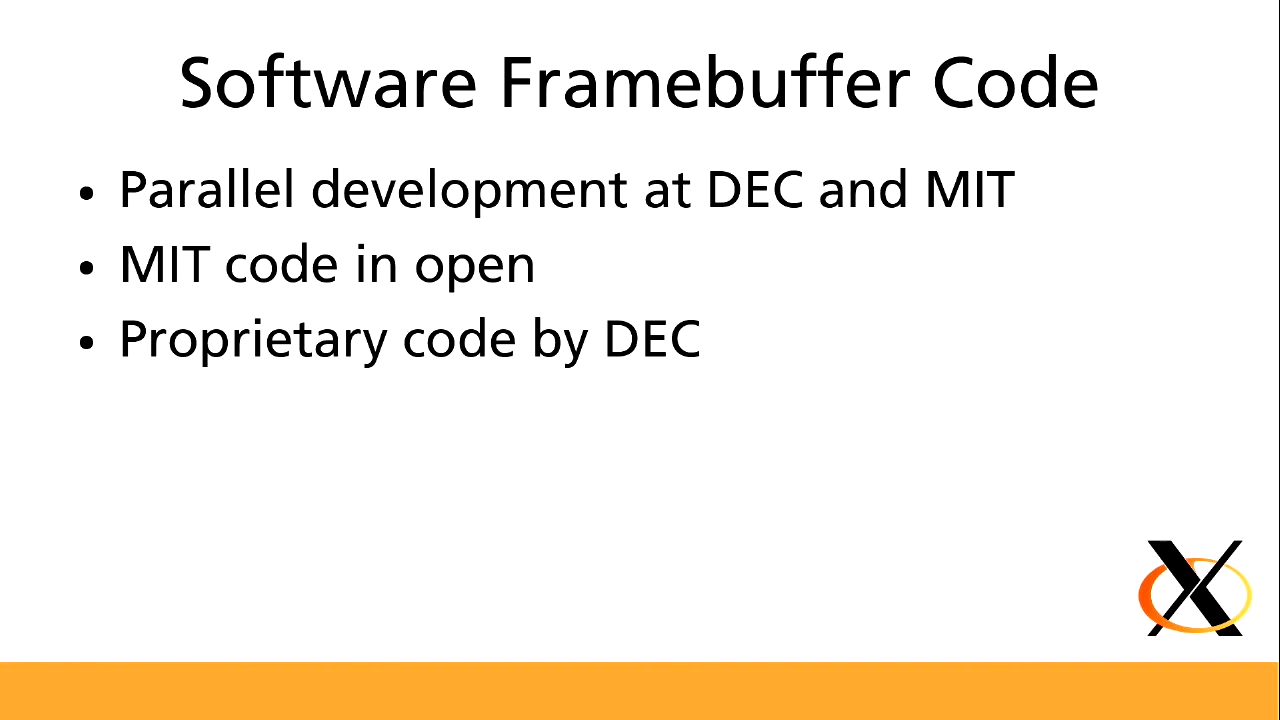 Software Framebuffer Code
• Parallel development at DEC and MIT
• MIT code in open
• Proprietary code by DEC